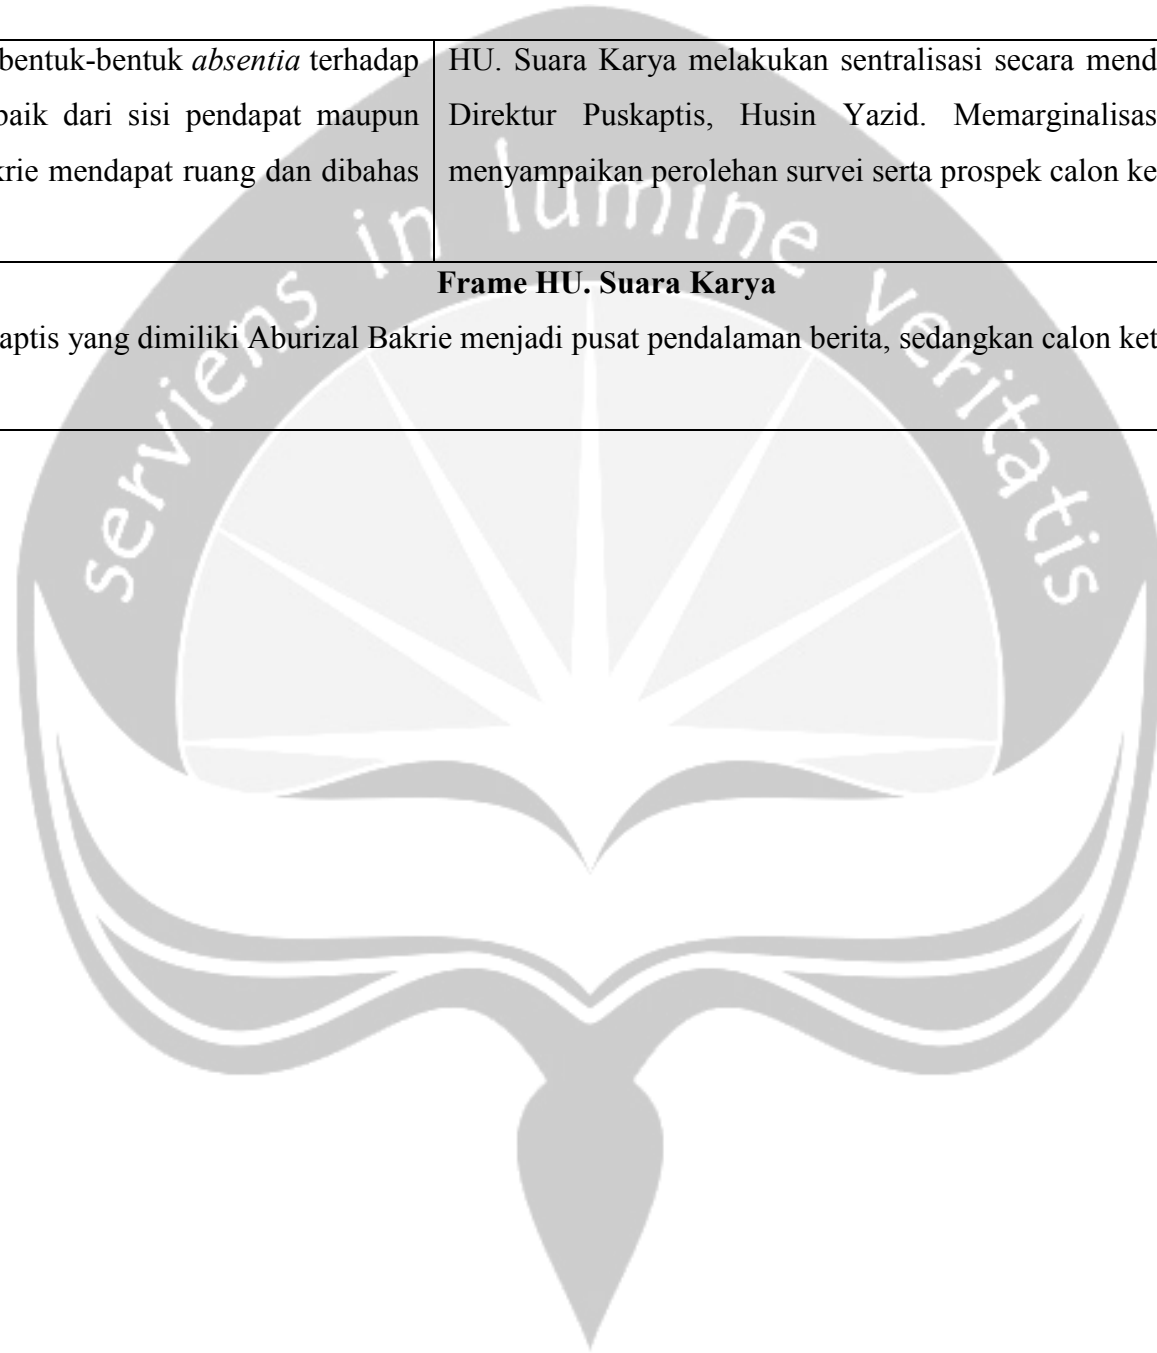 bentuk-bentuk absentia terhadap
baik dari sisi pendapat maupun
krie mendapat ruang dan dibahas
HU. Suara Karya melakukan sentralisasi secara mend
Direktur Puskaptis, Husin Yazid. Memarginalisas
menyampaikan perolehan survei serta prospek calon ke
Frame HU. Suara Karya
aptis yang dimiliki Aburizal Bakrie menjadi pusat pendalaman berita, sedangkan calon ket
serviens in lumine veritatis